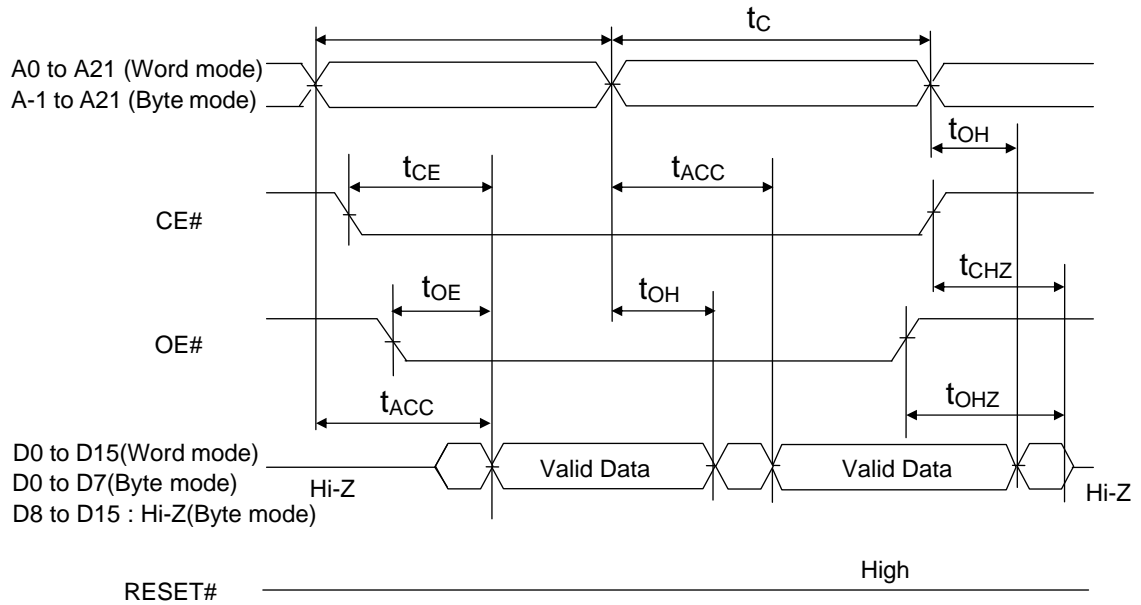 tC
A0 to A21 (Word mode)
A-1 to A21 (Byte mode)
tOH
tCE
tACC
CE#
tCHZ
tOE
tOH
OE#
tACC
tOHZ
D0 to D15(Word mode)
D0 to D7(Byte mode)
D8 to D15 : Hi-Z(Byte mode)
Hi-Z
Valid Data
Valid Data
Hi-Z
High
RESET#